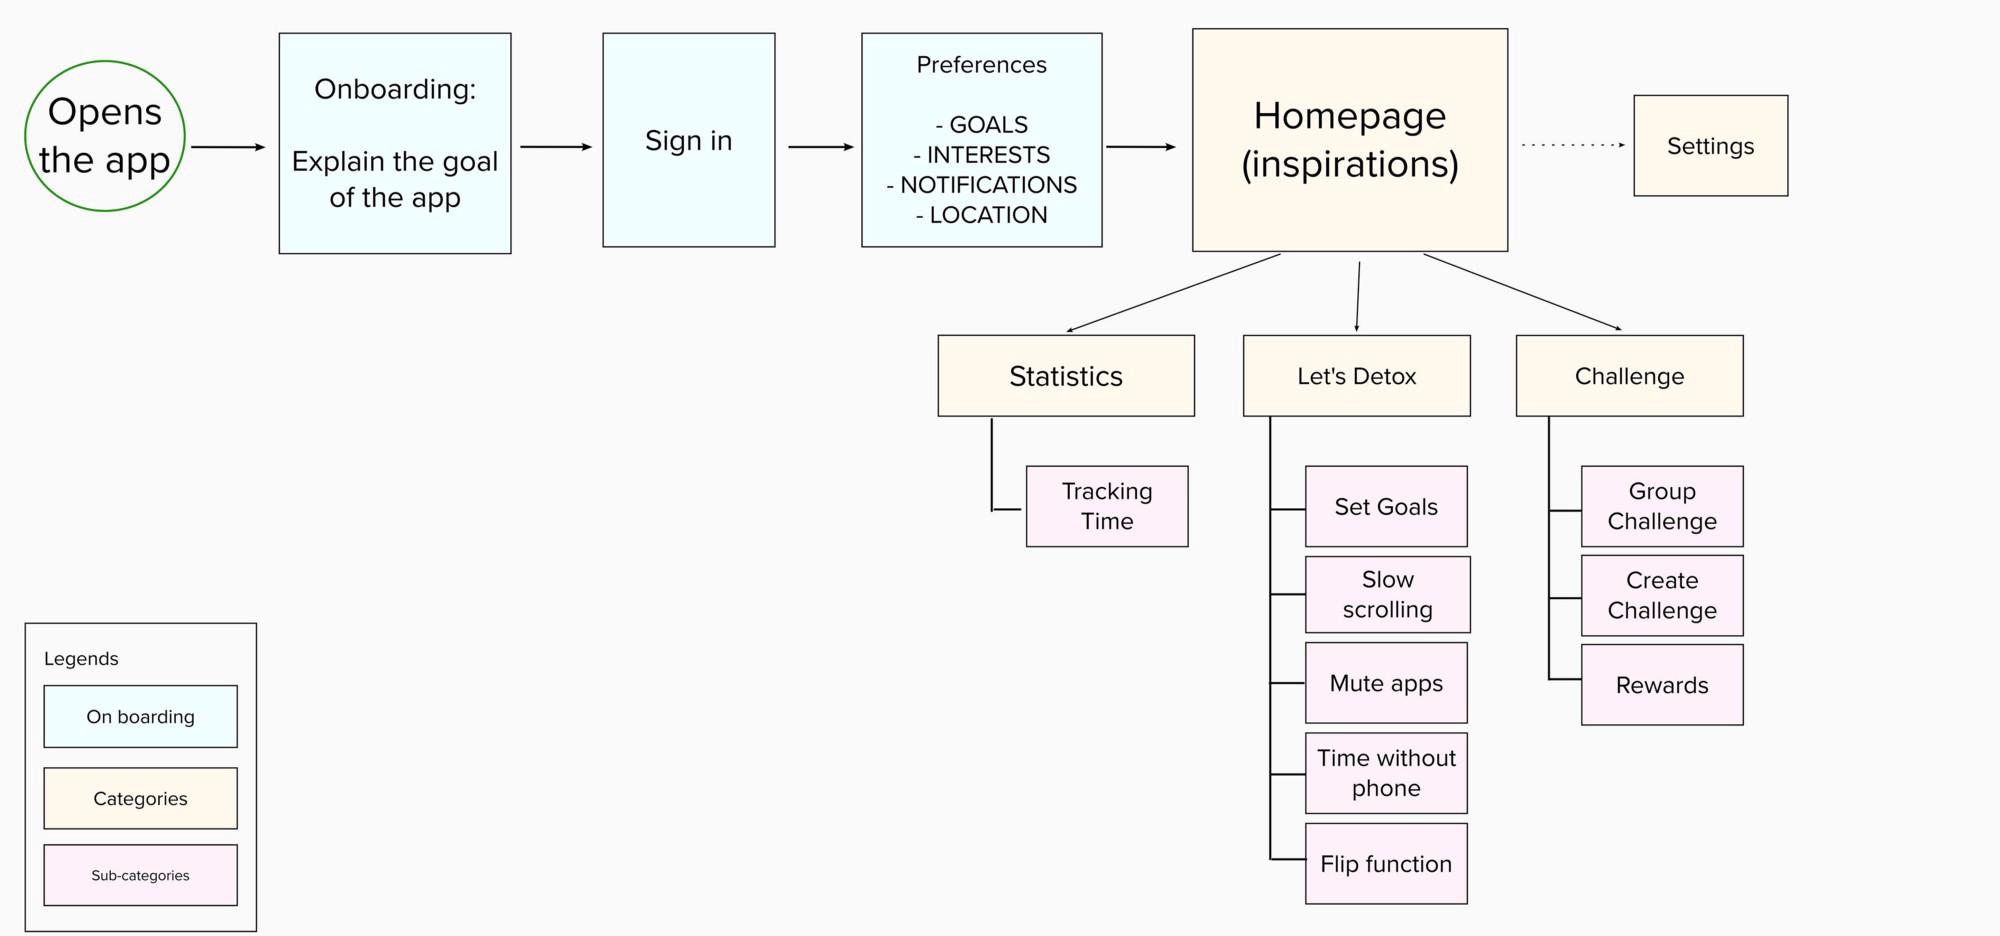 Opens
the app
Onboarding:
Explain the goal
of the app
Sign in
Preferences
- GOALS
- INTERESTS
- NOTIFICATIONS
- LOCATION
Homepage
(inspirations)
Settings
Statistics
Let's Detox
Challenge
Tracking
Time
Set Goals
Slow
scrolling
Mute apps
Time without
phone
Flip function
Group
Challenge
Create
Challenge
Rewards
Legends
On boarding
Categories
Sub-categories